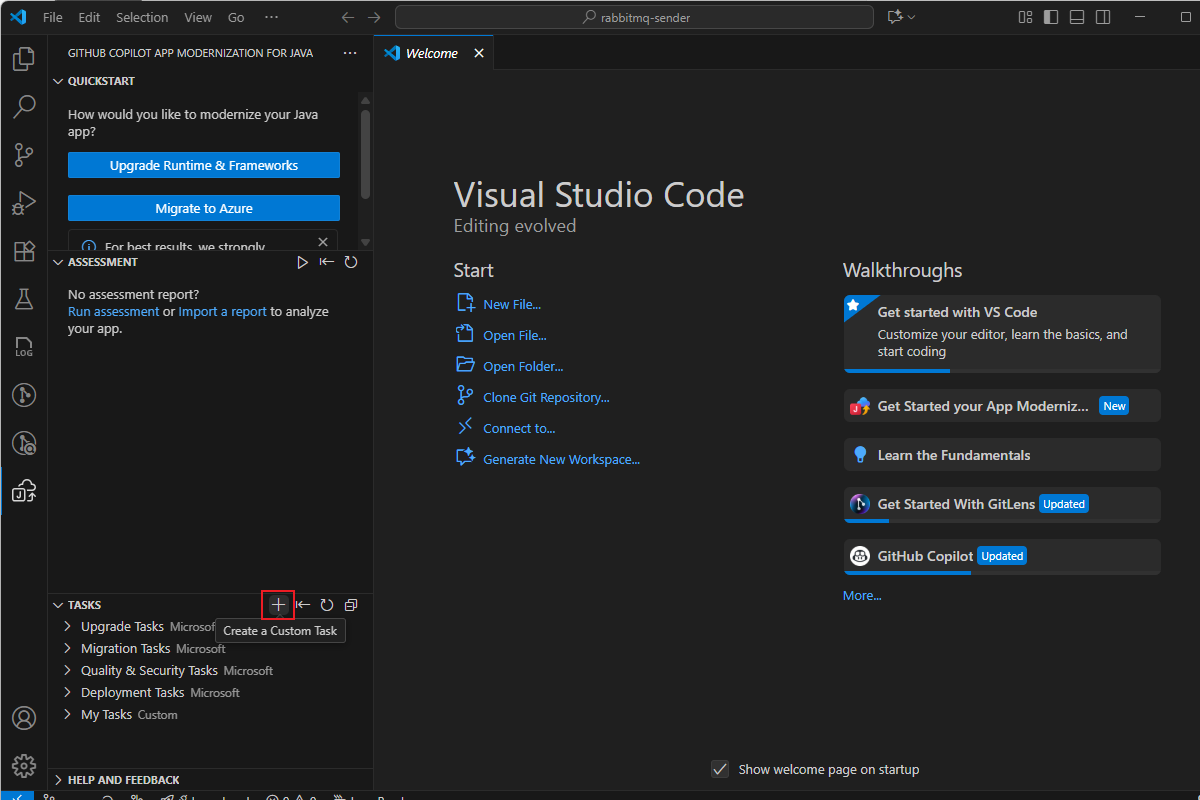 File Edit Selection View Go ···
rabbitmq-sender
GITHUB COPILOT APP MODERNIZATION FOR JAVA
QUICKSTART
How would you like to modernize your Java
app?
Upgrade Runtime & Frameworks
Migrate to Azure
For best results, we strongly
ASSESSMENT
No assessment report?
Run assessment or Import a report to analyze
your app.
TASKS
Create a Custom Task
Upgrade Tasks
Migration Tasks Microsoft
Quality & Security Tasks Microsoft
Deployment Tasks Microsoft
My Tasks Custom
HELP AND FEEDBACK
LOG
Welcome
Visual Studio Code
Editing evolved
Start
New File...
Open File...
Open Folder...
Clone Git Repository...
Connect to...
Generate New Workspace...
Walkthroughs
Get started with VS Code
Customize your editor, learn the basics, and
start coding
Get Started your App Moderniz... New
Learn the Fundamentals
Get Started With GitLens Updated
GitHub Copilot Updated
More...
Show welcome page on startup